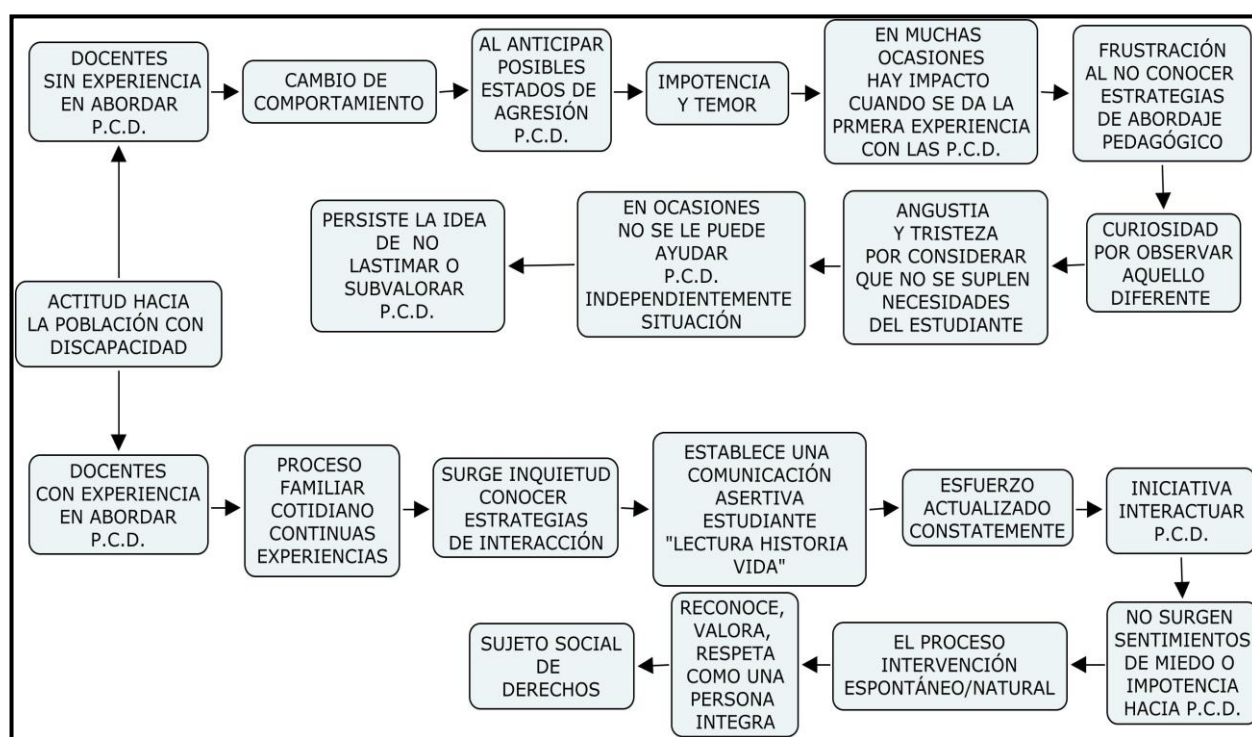 DOCENTES
SIN EXPERIENCIA
EN ABORDAR
P.C.D.
CAMBIO DE
COMPORTAMIENTO
AL ANTICIPAR
POSIBLES
ESTADOS DE
AGRESIÓN
P.C.D.
IMPOTENCIA
Y TEMOR
EN MUCHAS
OCASIONES
HAY IMPACTO
CUANDO SE DA LA
PRMERA EXPERIENCIA
CON LAS P.C.D.
FRUSTRACIÓN
AL NO CONOCER
ESTRATEGIAS
DE ABORDAJE
PEDAGÓGICO
CURIOSIDAD
POR OBSERVAR
AQUELLO
DIFERENTE
ANGUSTIA
Y TRISTEZA
POR CONSIDERAR
QUE NO SE SUPLEN
NECESIDADES
DEL ESTUDIANTE
EN OCASIONES
NO SE LE PUEDE
AYUDAR
P.C.D.
INDEPENDIENTEMENTE
SITUACIÓN
PERSISTE LA IDEA
DE NO
LASTIMAR O
SUBVALORAR
P.C.D.
ACTITUD HACIA
LA POBLACIÓN CON
DISCAPACIDAD
DOCENTES
CON EXPERIENCIA
EN ABORDAR
P.C.D.
PROCESO
FAMILIAR
COTIDIANO
CONTINUAS
EXPERIENCIAS
SURGE INQUIETUD
CONOCER
ESTRATEGIAS
DE INTERACCIÓN
ESTABLECE UNA
COMUNICACIÓN
ASERTIVA
ESTUDIANTE
"LECTURA HISTORIA
VIDA"
ESFUERZO
ACTUALIZADO
CONSTATEMENTE
INICIATIVA
INTERACTUAR
P.C.D.
NO SURGEN
SENTIMIENTOS
DE MIEDO O
IMPOTENCIA
HACIA P.C.D.
EL PROCESO
INTERVENCIÓN
ESPONTÁNEO/NATURAL
RECONOCE,
VALORA,
RESPETA
COMO UNA
PERSONA
INTEGRA
SUJETO SOCIAL
DE
DERECHOS